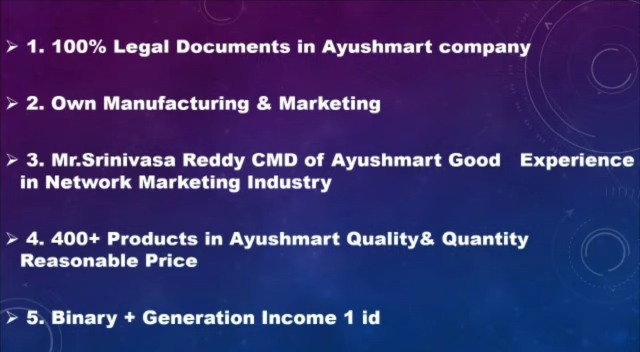 ➢ 1. 100% Legal Documents in Ayushmart company
➢ 2. Own Manufacturing & Marketing
➢ 3. Mr.Srinivasa Reddy CMD of Ayushmart Good Experience
in Network Marketing Industry
➢ 4. 400+ Products in Ayushmart Quality& Quantity
Reasonable Price
➢ 5. Binary + Generation Income 1 id